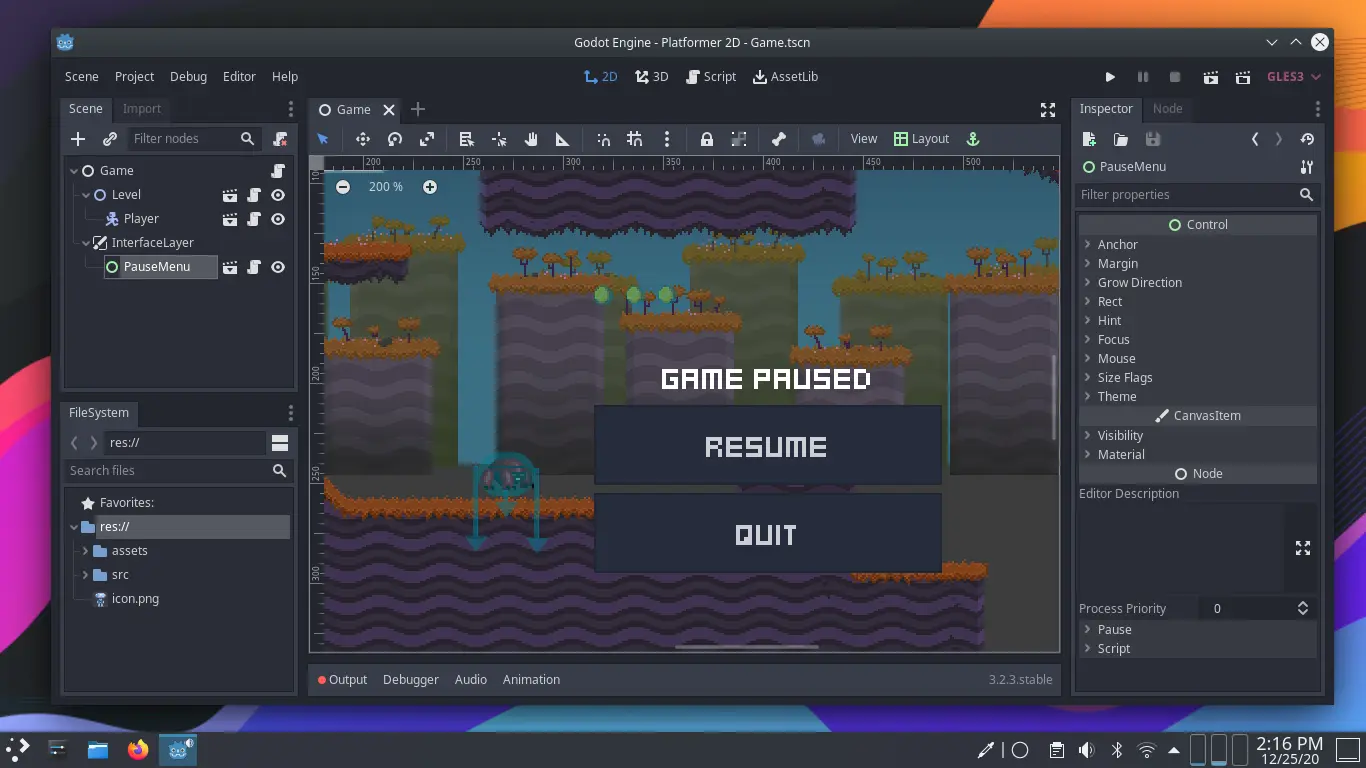 Godot Engine - Platformer 2D - Game.tscn
Scene Project Debug Editor Help
2D 3D Script AssetLib
GLES3
Scene Import
Filter nodes
Game
Level
Player
InterfaceLayer
PauseMenu
FileSystem
res://
Search files
Favorites:
res://
assets
src
icon.png
Game
View Layout
200 250 300 350 400 450 500
200 %
150
200
250
300
GAME PAUSED
RESUME
QUIT
Output Debugger Audio Animation
3.2.3.stable
Inspector Node
PauseMenu
Filter properties
Control
Anchor
Margin
Grow Direction
Rect
Hint
Focus
Mouse
Size Flags
Theme
CanvasItem
Visibility
Material
Node
Editor Description
Process Priority 0
Pause
Script
2:16 PM
12/25/20